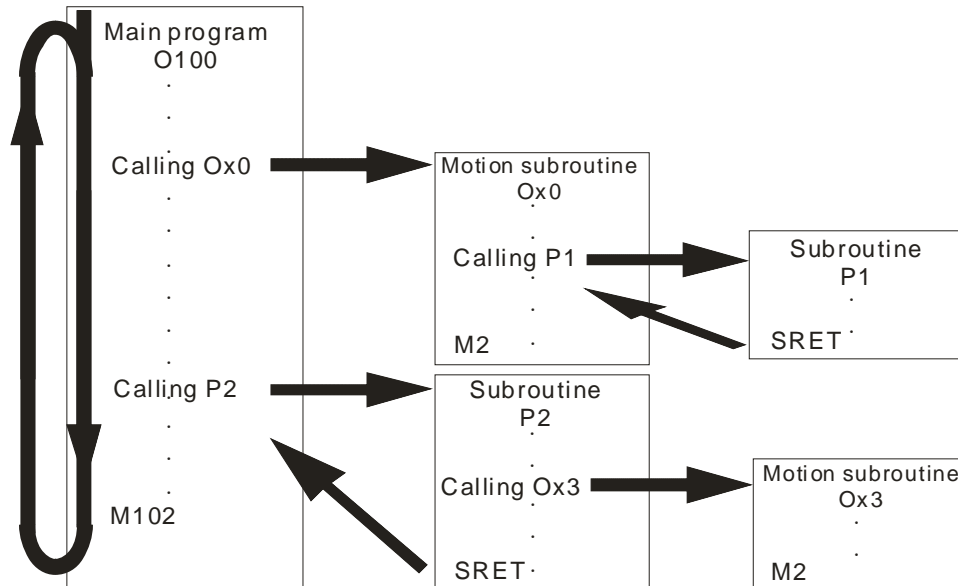 Main program
O100
Calling Ox0
Calling P2
M102
Motion subroutine
Ox0
Calling P1
M2
Subroutine
P1
SRET
Subroutine
P2
Calling Ox3
SRET
Motion subroutine
Ox3
M2